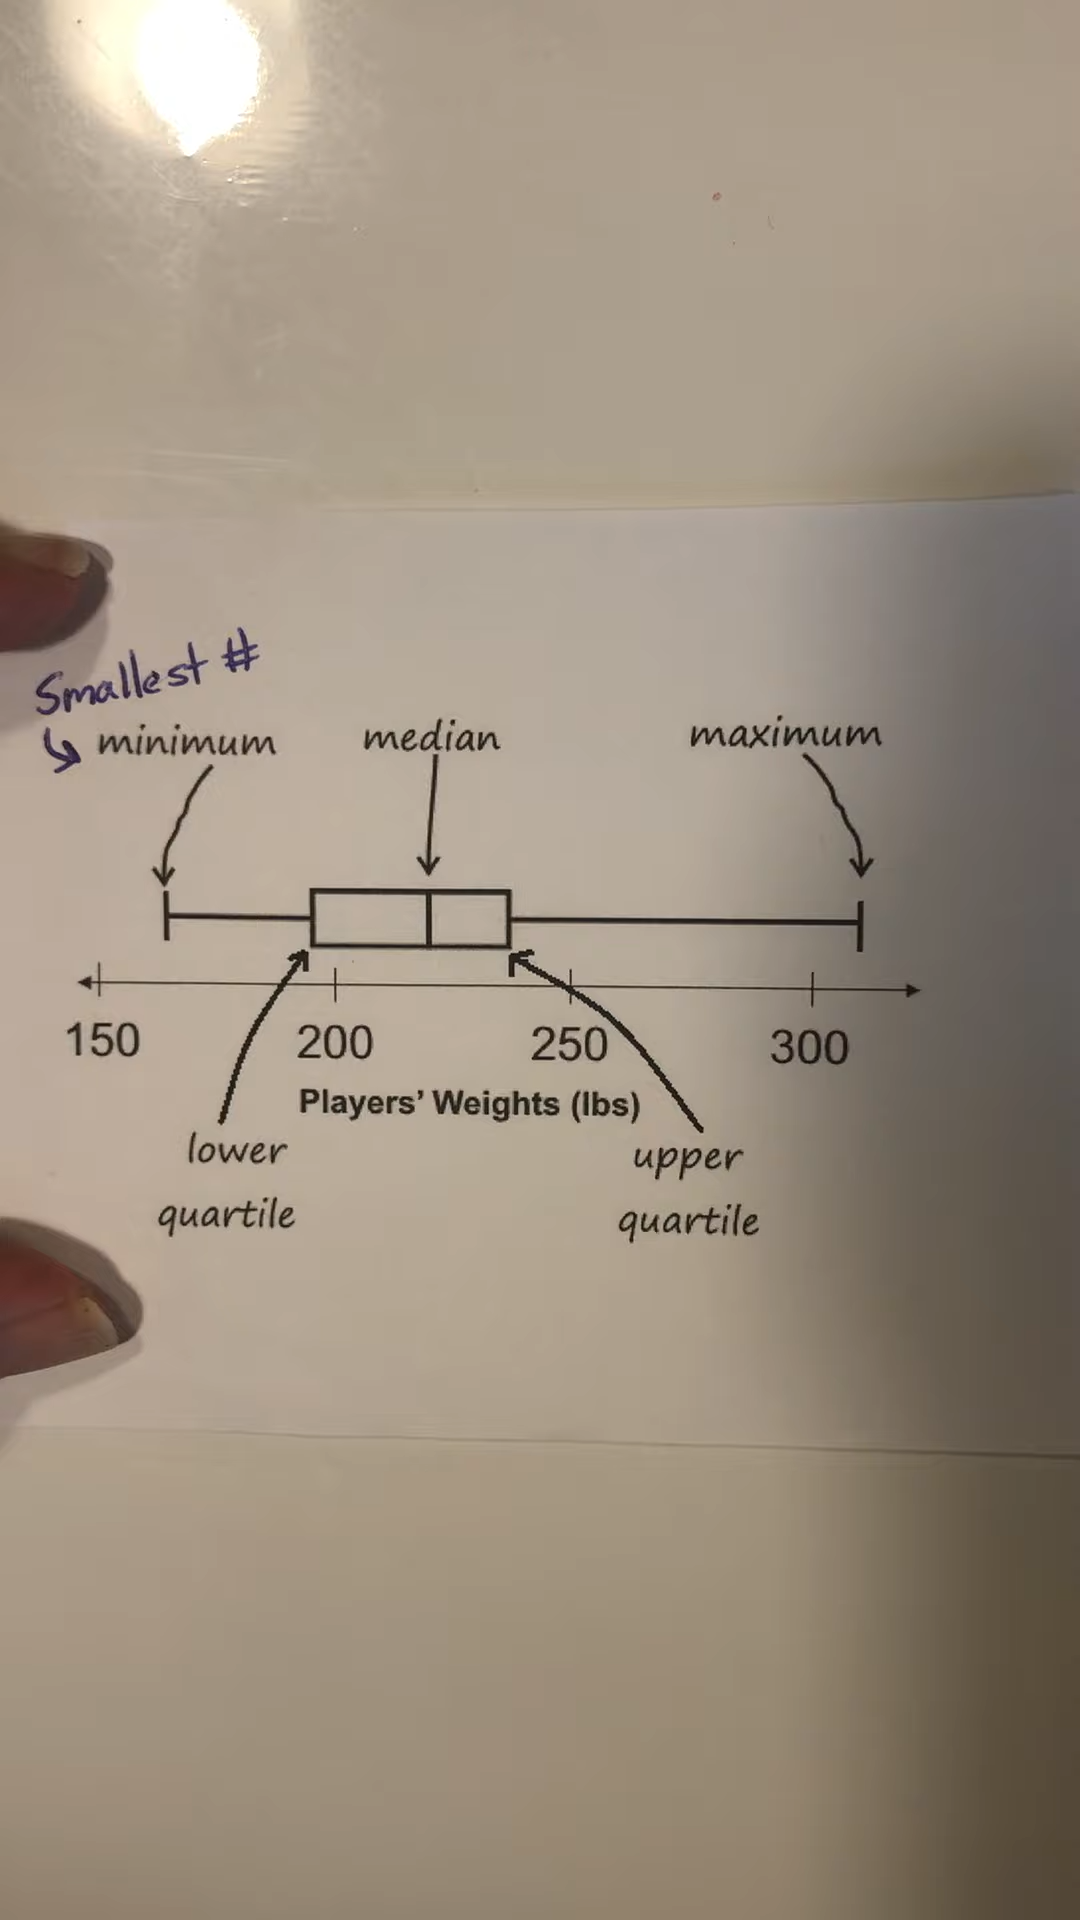 Smallest #
minimum
median
maximum
150
200
250
300
Players' Weights (lbs)
lower
quartile
upper
quartile